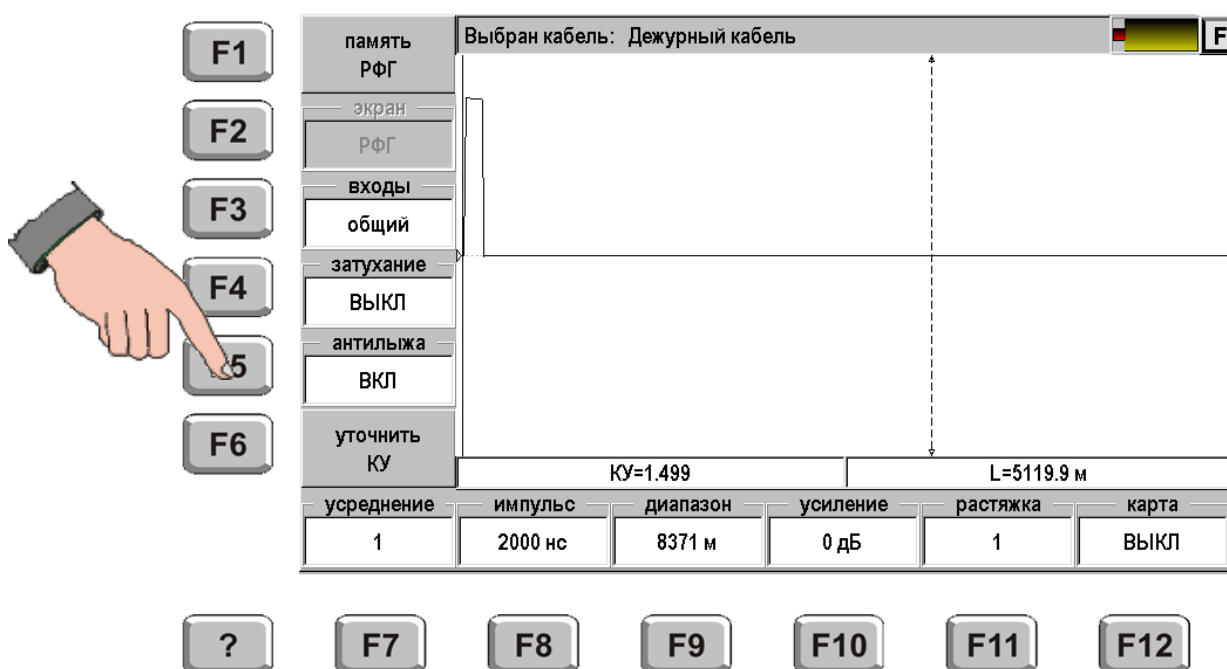 F1
F2
F3
F4
5
F6
память
РФГ
экран
РФГ
входы
общий
затухание
ВЫКЛ
антилыжа
ВКЛ
уточнить
КУ
Выбран кабель: Дежурный кабель
F
КУ=1.499
L=5119.9 м
усреднение
1
импульс
2000 нс
диапазон
8371 м
усиление
0 дБ
растяжка
1
карта
ВЫКЛ
?
F7
F8
F9
F10
F11
F12